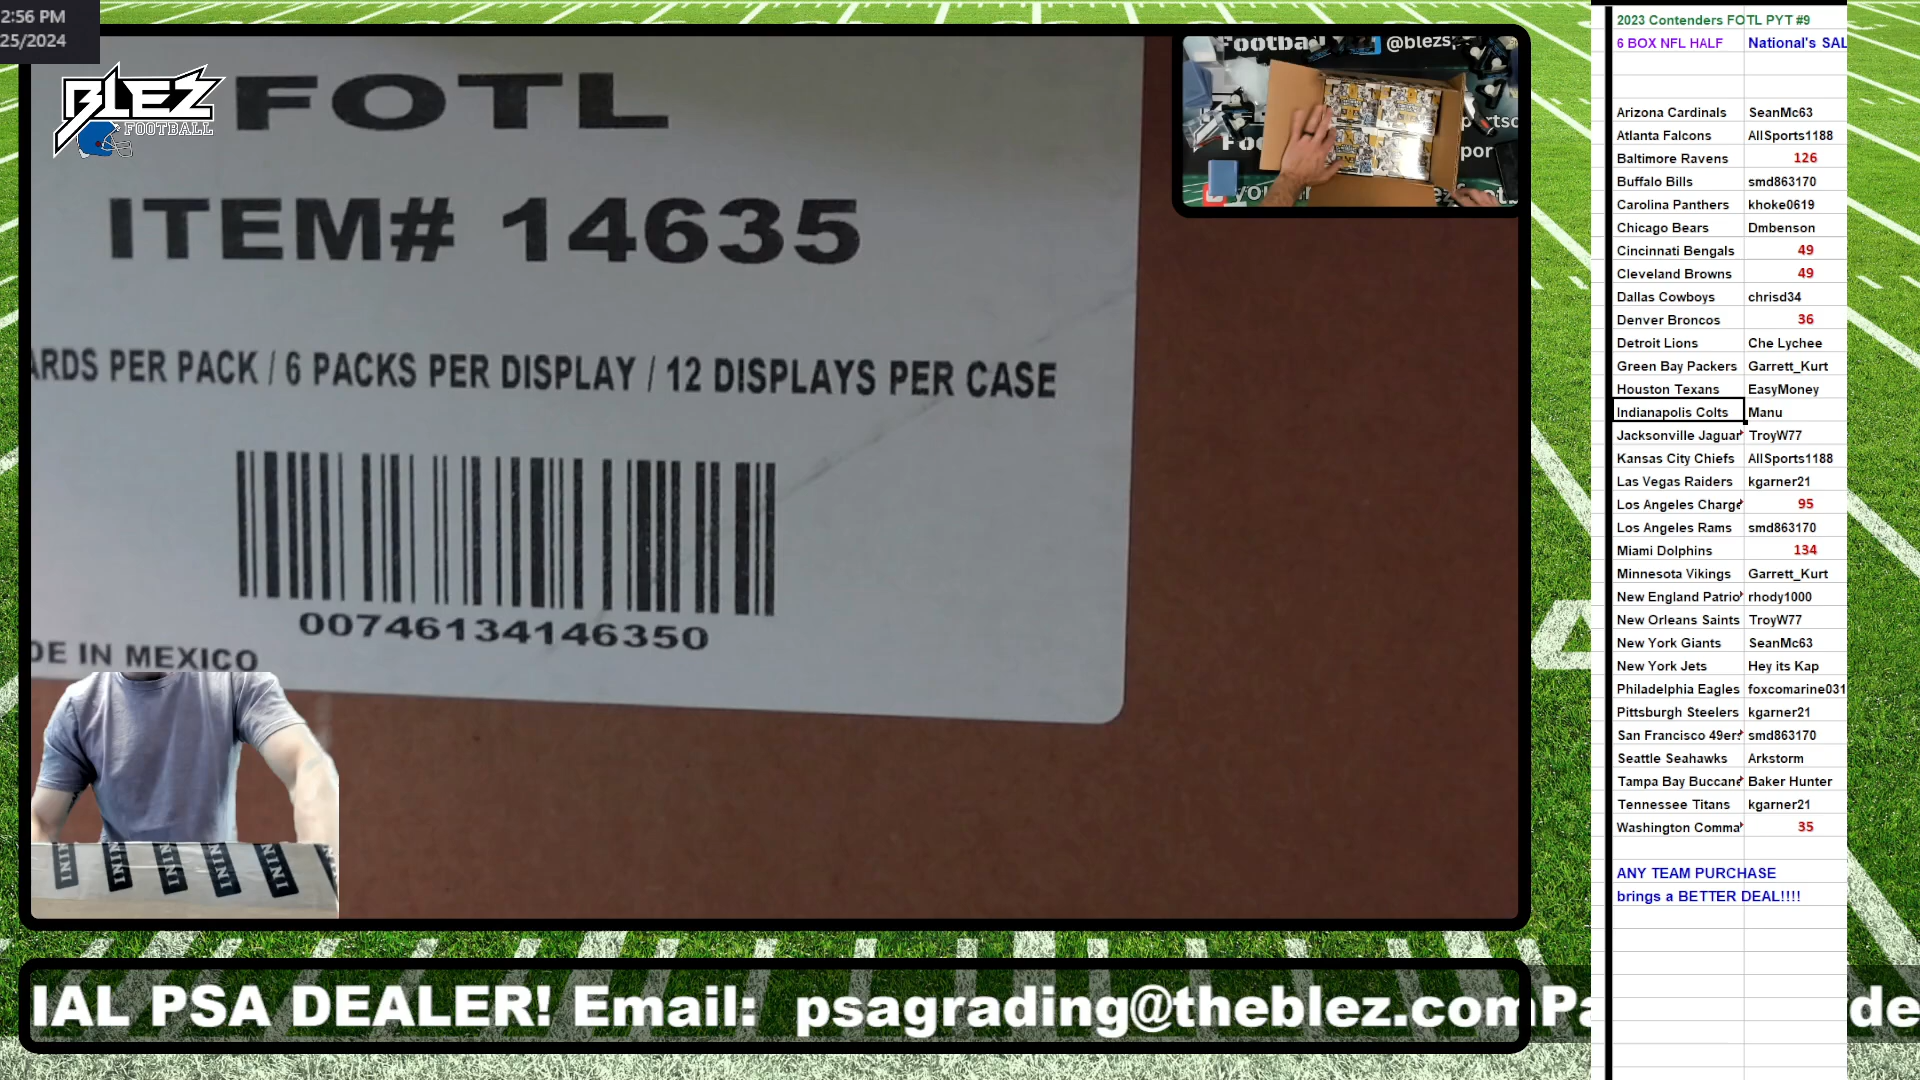 2:56 PM
25/2024
BLEZ
FOOTBALL
FOTL
ITEM# 14635
ARDS PER PACK / 6 PACKS PER DISPLAY / 12 DISPLAYS PER CASE
00746134146350
DE IN MEXICO
Footba
@blezs
IAL PSA DEALER! Email: psagrading@theblez.comPa
de
2023 Contenders FOTL PYT #9
6 BOX NFL HALF National's SAL
Arizona Cardinals SeanMc63
Atlanta Falcons AllSports1188
Baltimore Ravens 126
Buffalo Bills smd863170
Carolina Panthers khoke0619
Chicago Bears Dmbenson
Cincinnati Bengals 49
Cleveland Browns 49
Dallas Cowboys chrisd34
Denver Broncos 36
Detroit Lions Che Lychee
Green Bay Packers Garrett_Kurt
Houston Texans EasyMoney
Indianapolis Colts Manu
Jacksonville Jaguar TroyW77
Kansas City Chiefs AllSports1188
Las Vegas Raiders kgarner21
Los Angeles Charge 95
Los Angeles Rams smd863170
Miami Dolphins 134
Minnesota Vikings Garrett_Kurt
New England Patrio rhody1000
New Orleans Saints TroyW77
New York Giants SeanMc63
New York Jets Hey its Kap
Philadelphia Eagles foxcomarine031
Pittsburgh Steelers kgarner21
San Francisco 49ers smd863170
Seattle Seahawks Arkstorm
Tampa Bay Buccane Baker Hunter
Tennessee Titans kgarner21
Washington Comma 35
ANY TEAM PURCHASE
brings a BETTER DEAL!!!!